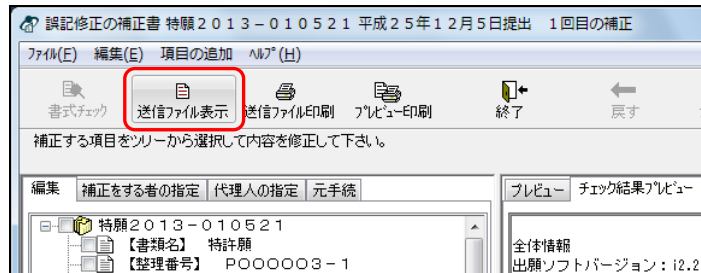 誤記修正の補正書 特願２０１３－０１０５２１ 平成２５年１２月５日提出　１回目の補正
ﾌｧｲﾙ(F)　編集(E)　項目の追加　ﾍﾙﾌﾟ(H)
書式ﾁｪｯｸ　送信ﾌｧｲﾙ表示　送信ﾌｧｲﾙ印刷　ﾌﾟﾚﾋﾞｭｰ印刷　終了　戻す
補正する項目をツリーから選択して内容を修正して下さい。
編集　補正をする者の指定　代理人の指定　元手続　プレビュー　チェック結果ﾌﾟﾚﾋﾞｭｰ
特願２０１３－０１０５２１
【書類名】　特許願
【整理番号】　Ｐ０００００３－１
全体情報
出願ソフトバージョン：i2.2